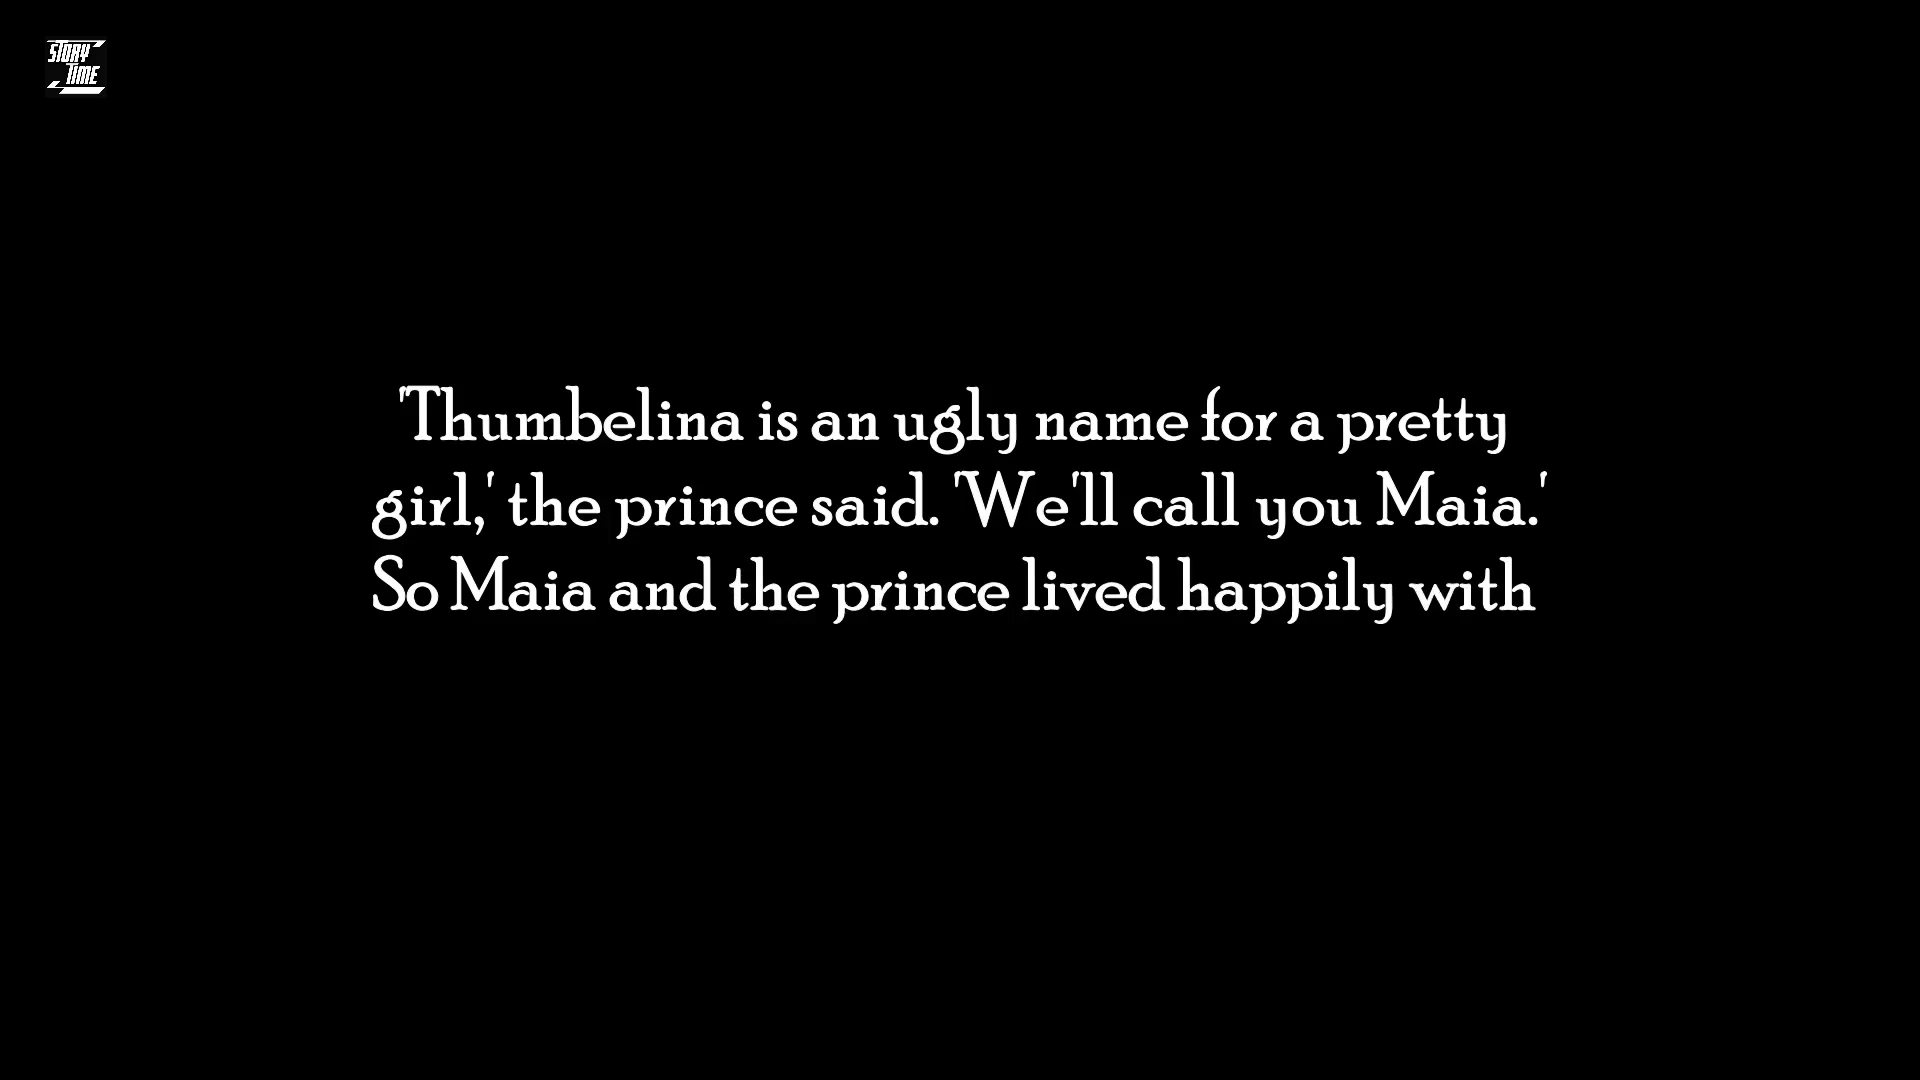 STORY
TIME
'Thumbelina is an ugly name for a pretty
girl,' the prince said. 'We'll call you Maia.'
So Maia and the prince lived happily with